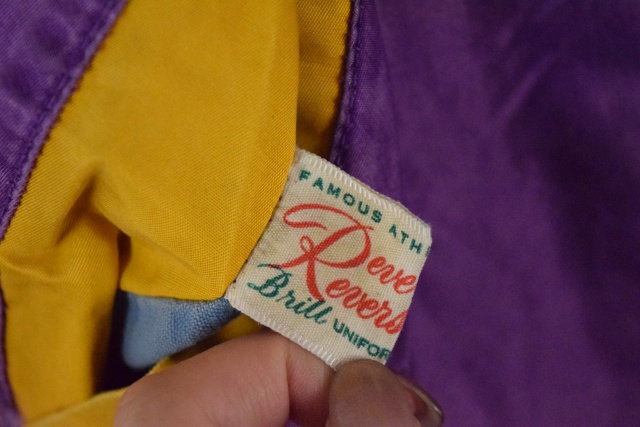 FAMOUS ATH
Reve
Revers
Brill UNIFOR